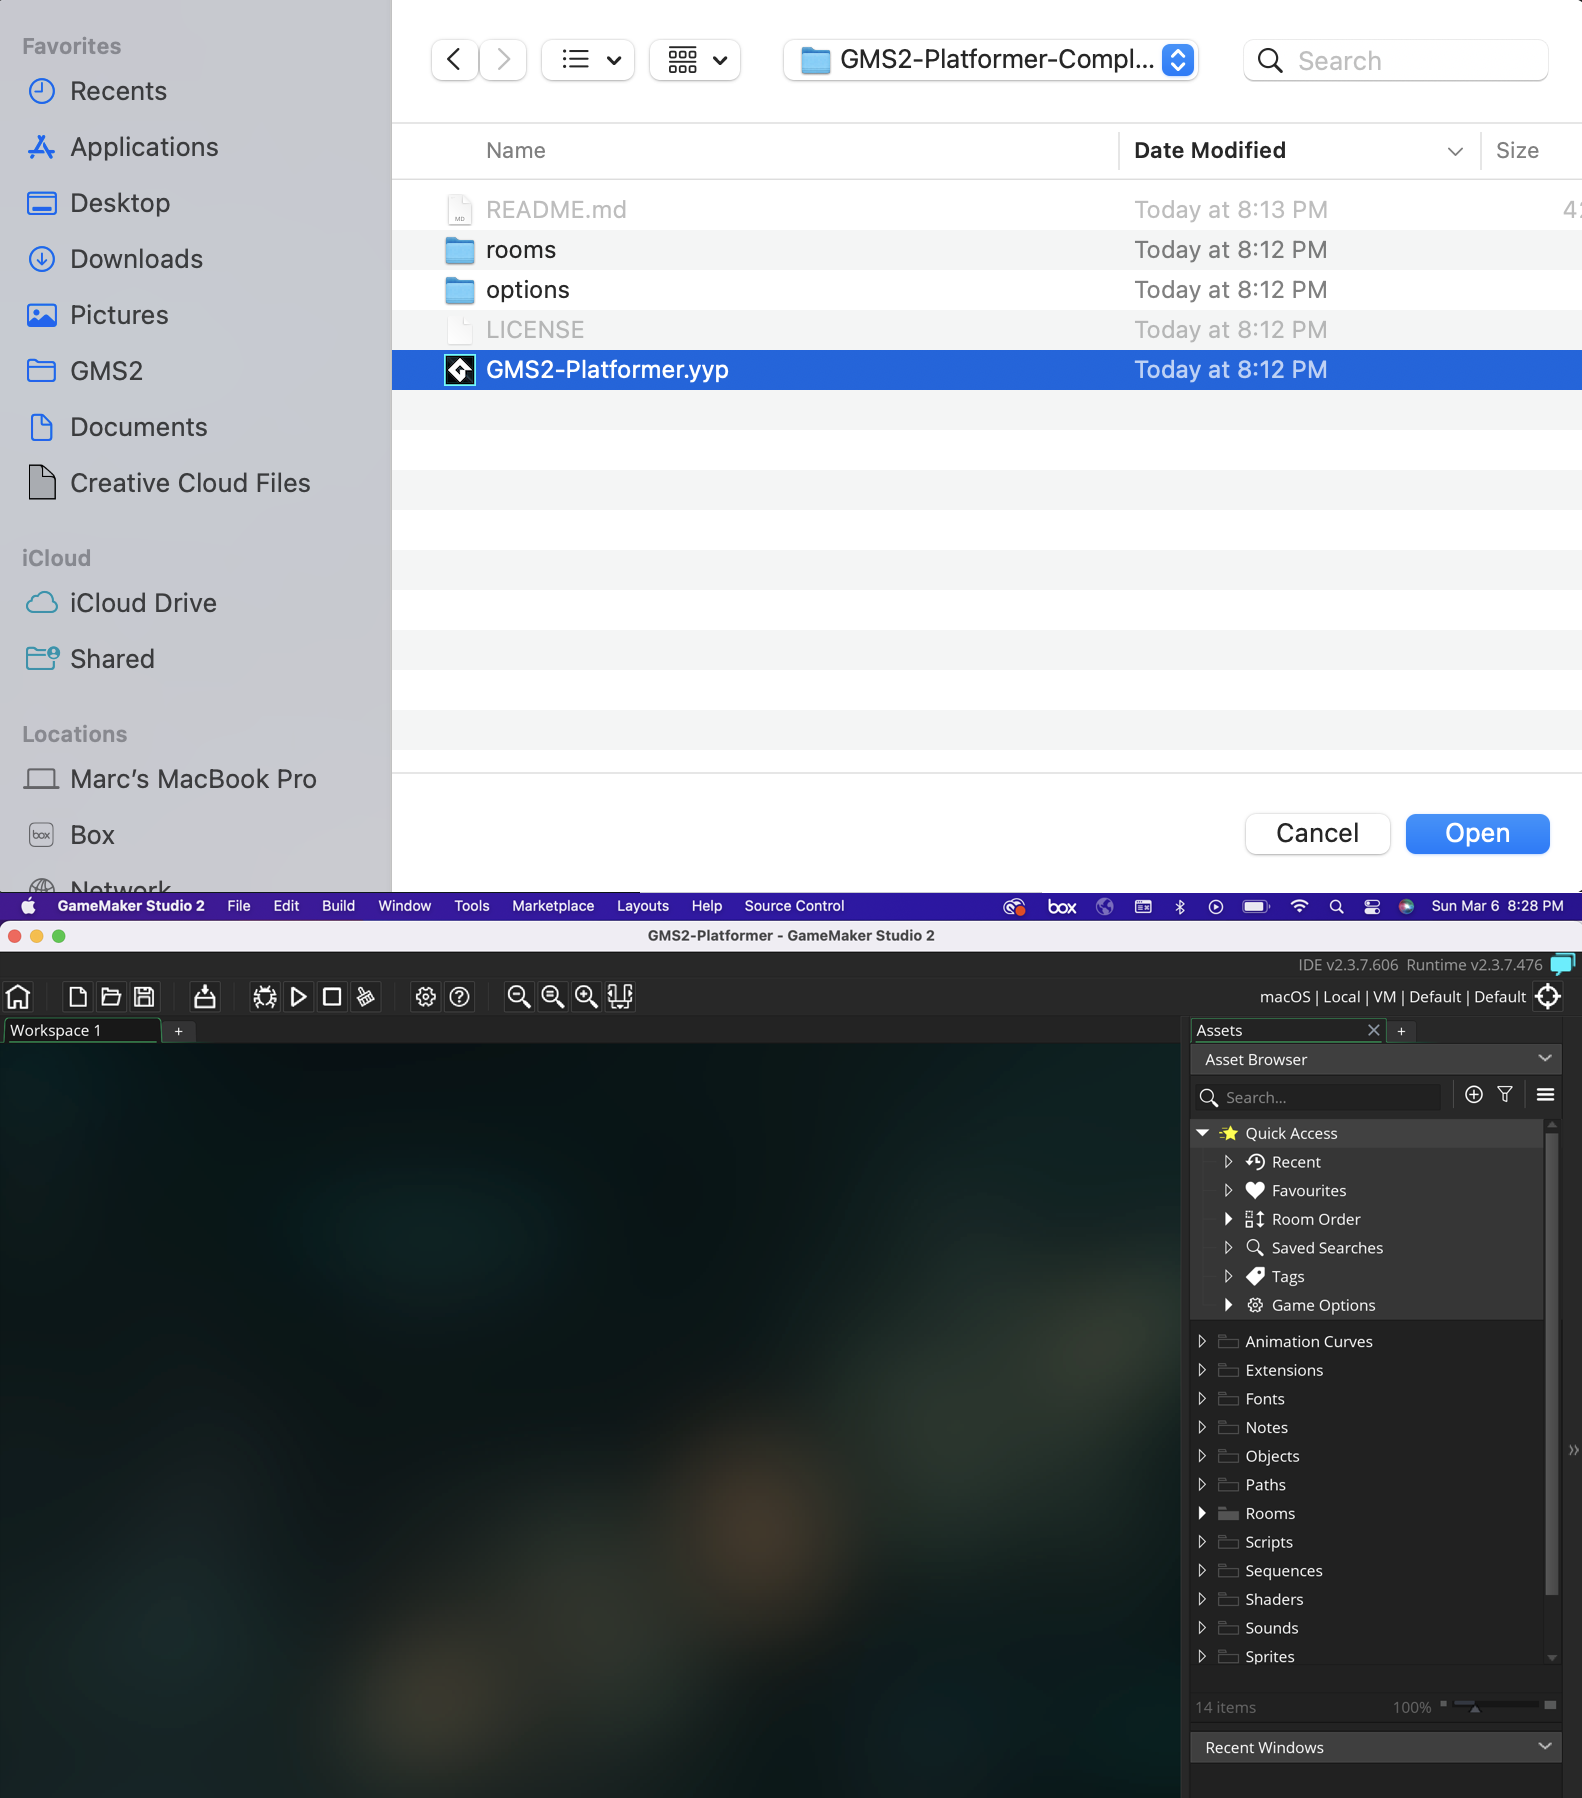 Favorites
Recents
Applications
Desktop
Downloads
Pictures
GMS2
Documents
Creative Cloud Files
iCloud
iCloud Drive
Shared
Locations
Marc’s MacBook Pro
box
Box
Network
GMS2-Platformer-Compl...
Search
Name
Date Modified
Size
MD
README.md
Today at 8:13 PM
rooms
Today at 8:12 PM
options
Today at 8:12 PM
LICENSE
Today at 8:12 PM
GMS2-Platformer.yyp
Today at 8:12 PM
Cancel
Open
GameMaker Studio 2 File Edit Build Window Tools Marketplace Layouts Help Source Control box Sun Mar 6 8:28 PM
GMS2-Platformer - GameMaker Studio 2
IDE v2.3.7.606 Runtime v2.3.7.476
macOS | Local | VM | Default | Default
Workspace 1
+
Assets
+
Asset Browser
Search...
Quick Access
Recent
Favourites
Room Order
Saved Searches
Tags
Game Options
Animation Curves
Extensions
Fonts
Notes
Objects
Paths
Rooms
Scripts
Sequences
Shaders
Sounds
Sprites
14 items
100%
Recent Windows